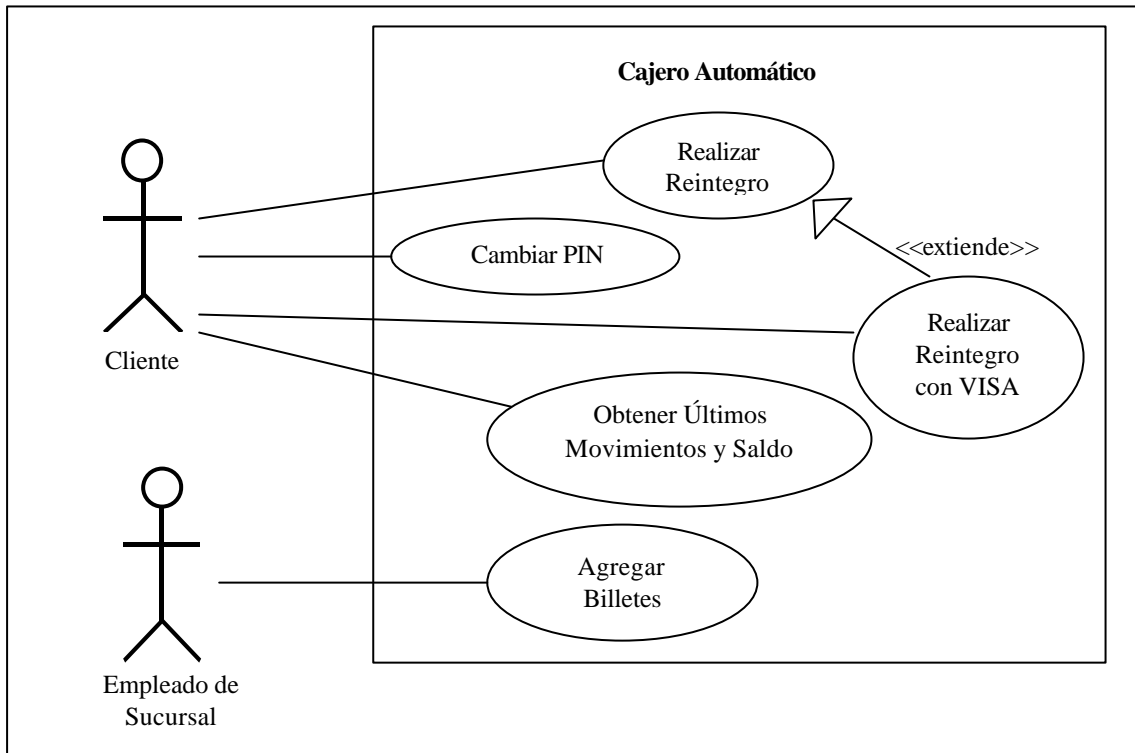 Cajero Automático
Realizar
Reintegro
Cambiar PIN
<<extiende>>
Realizar
Reintegro
con VISA
Cliente
Obtener Últimos
Movimientos y Saldo
Agregar
Billetes
Empleado de
Sucursal